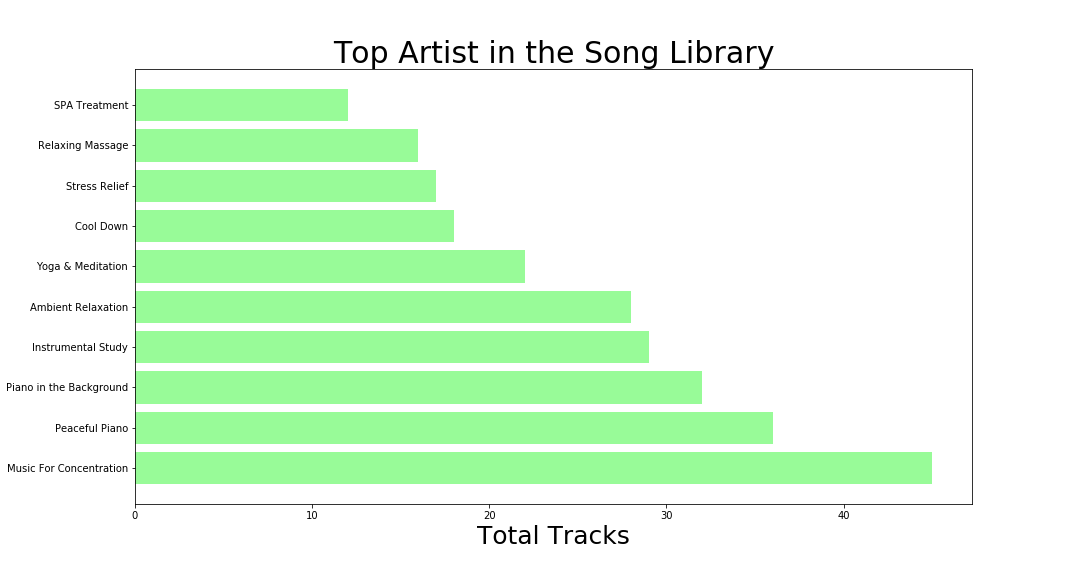 Top Artist in the Song Library
SPA Treatment
Relaxing Massage
Stress Relief
Cool Down
Yoga & Meditation
Ambient Relaxation
Instrumental Study
Piano in the Background
Peaceful Piano
Music For Concentration
0 10 20 30 40
Total Tracks